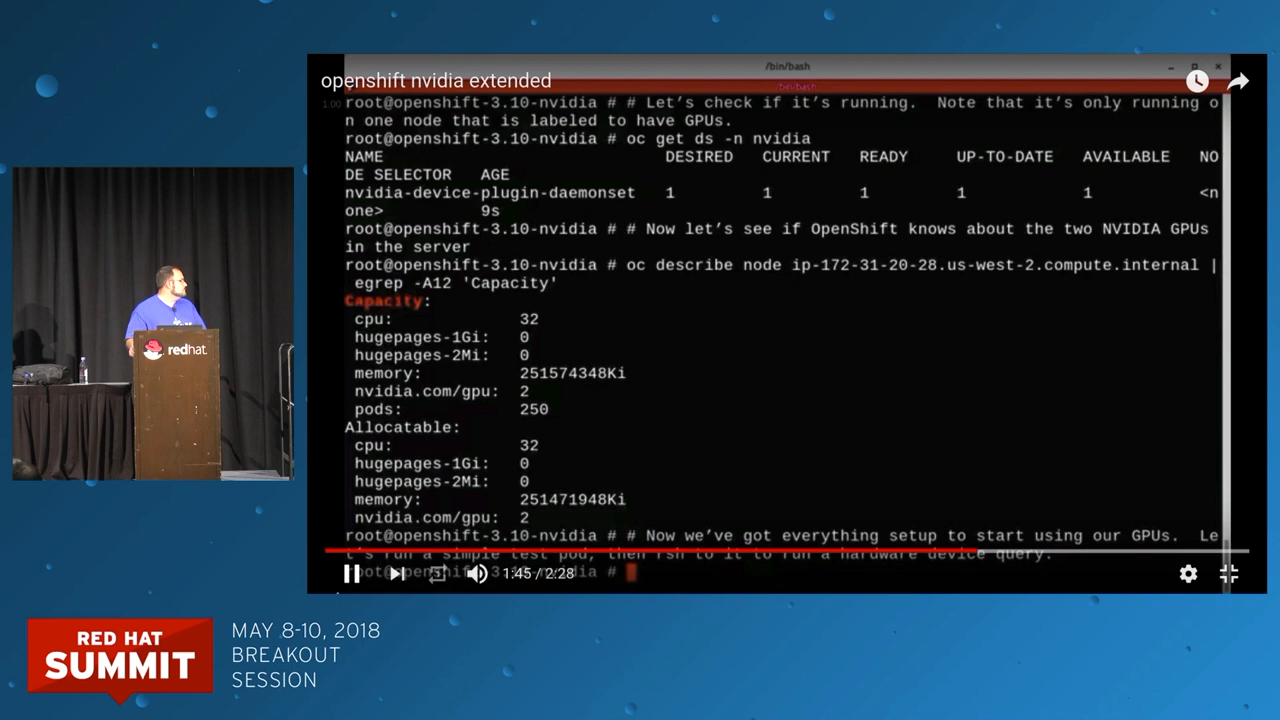 /bin/bash
openshift nvidia extended
/bin/bash
1:00
root@openshift-3.10-nvidia # # Let's check if it's running.  Note that it's only running o
n one node that is labeled to have GPUs.
root@openshift-3.10-nvidia # oc get ds -n nvidia
NAME DESIRED CURRENT READY UP-TO-DATE AVAILABLE NO
DE SELECTOR AGE
nvidia-device-plugin-daemonset 1 1 1 1 1 <n
one> 9s
root@openshift-3.10-nvidia # # Now let's see if OpenShift knows about the two NVIDIA GPUs
in the server
root@openshift-3.10-nvidia # oc describe node ip-172-31-20-28.us-west-2.compute.internal |
egrep -A12 'Capacity'
Capacity:
cpu: 32
hugepages-1Gi: 0
hugepages-2Mi: 0
memory: 251574348Ki
nvidia.com/gpu: 2
pods: 250
Allocatable:
cpu: 32
hugepages-1Gi: 0
hugepages-2Mi: 0
memory: 251471948Ki
nvidia.com/gpu: 2
root@openshift-3.10-nvidia # # Now we've got everything setup to start using our GPUs.  Le
t's run a simple test pod, then rsh to it to run a hardware device query.
root@openshift-3.10-nvidia #
1:45 / 2:28
redhat.
RED HAT
SUMMIT
MAY 8-10, 2018
BREAKOUT
SESSION